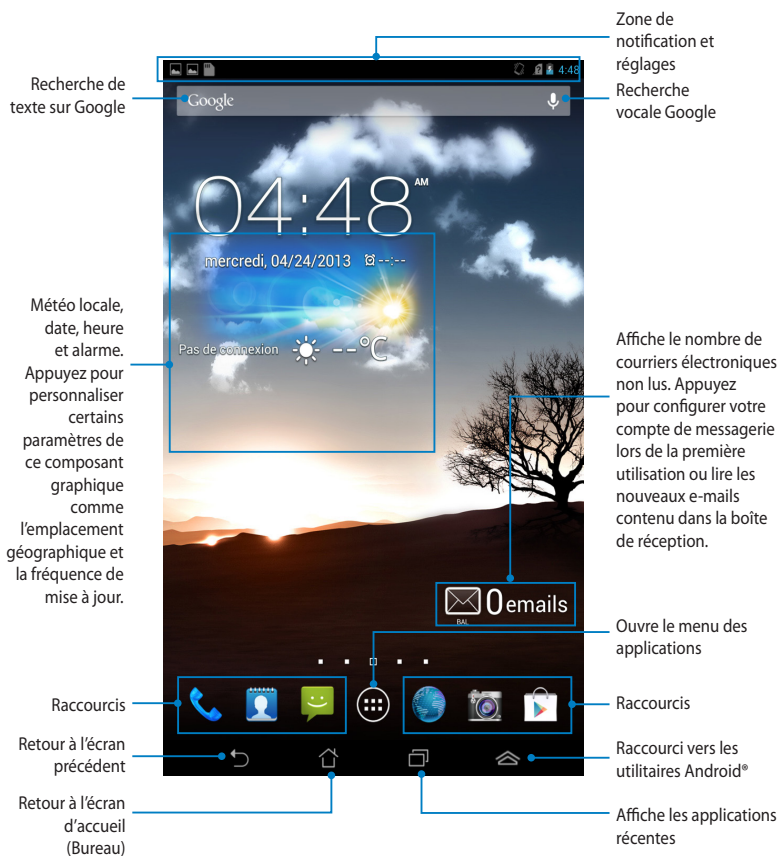 Zone de
notification et
réglages
4:48
Recherche de
texte sur Google
Google
Recherche
vocale Google
04:48 AM
mercredi, 04/24/2013 --:--
Pas de connexion --°C
Météo locale,
date, heure
et alarme.
Appuyez pour
personnaliser
certains
paramètres de
ce composant
graphique
comme
l'emplacement
géographique et
la fréquence de
mise à jour.
Affiche le nombre de
courriers électroniques
non lus. Appuyez
pour configurer votre
compte de messagerie
lors de la première
utilisation ou lire les
nouveaux e-mails
contenu dans la boîte
de réception.
0 emails
BAL
Ouvre le menu des
applications
Raccourcis
Raccourcis
Retour à l'écran
précédent
Raccourci vers les
utilitaires Android®
Retour à l'écran
d'accueil
(Bureau)
Affiche les applications
récentes